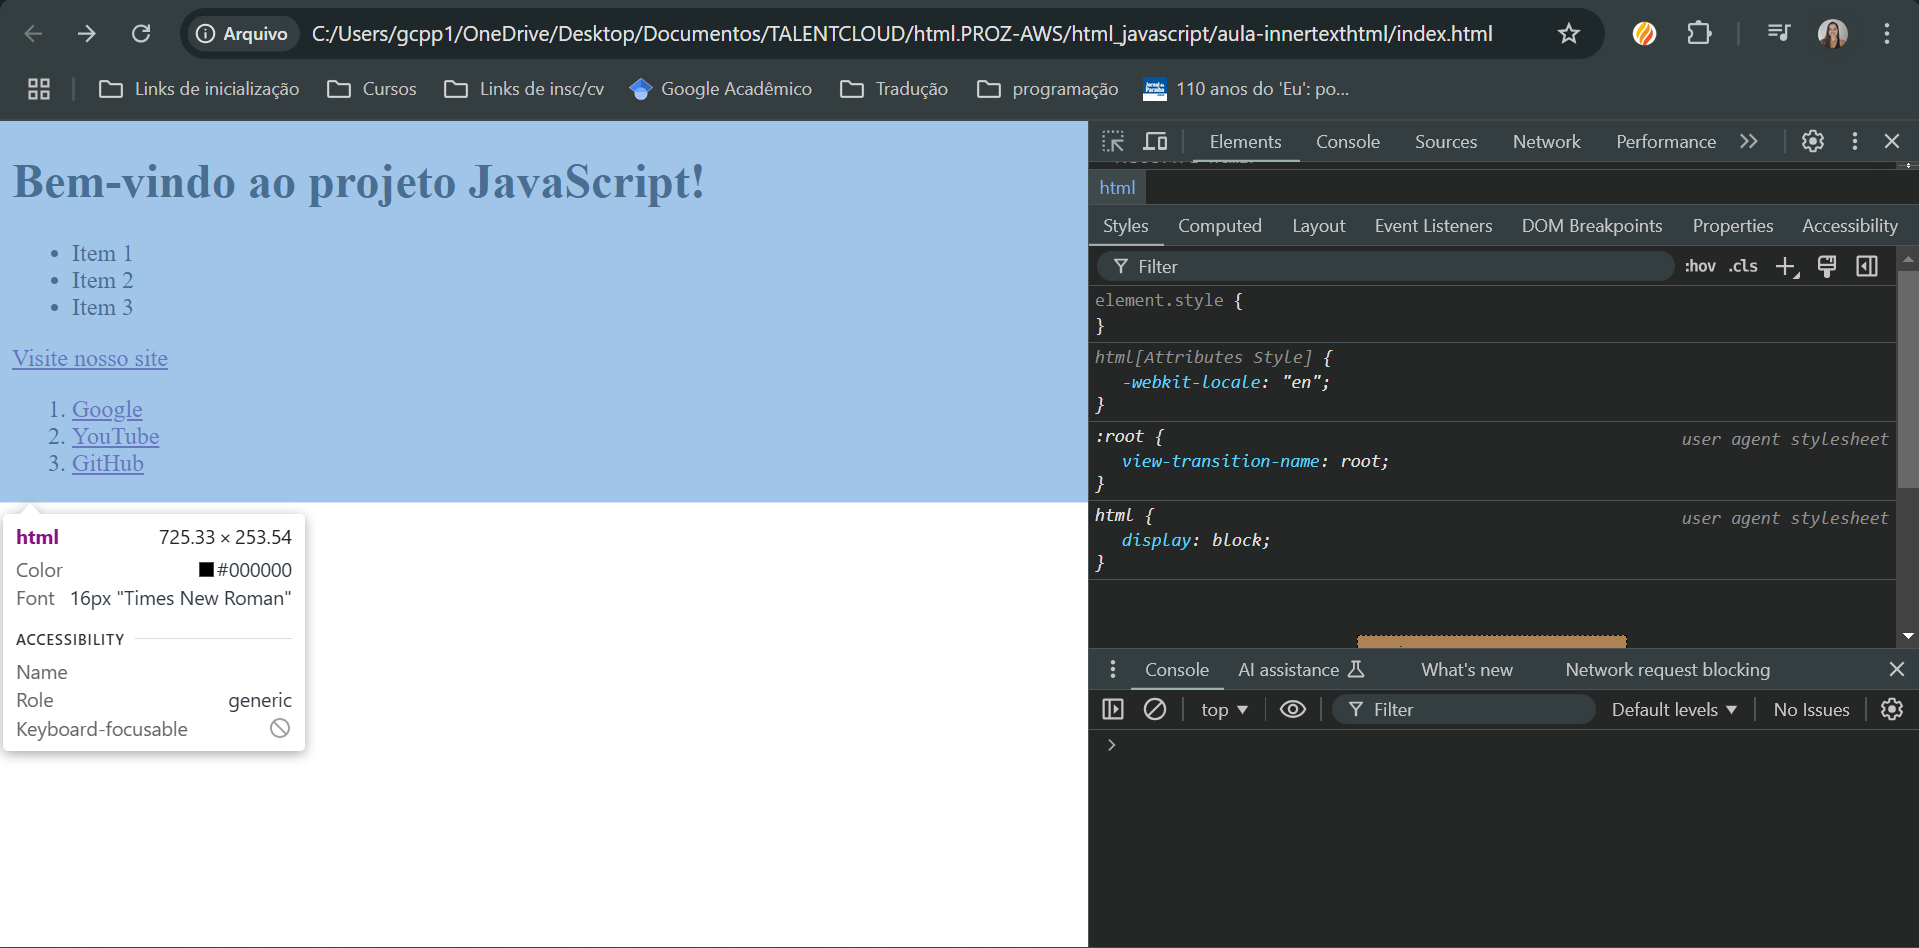 Arquivo C:/Users/gcpp1/OneDrive/Desktop/Documentos/TALENTCLOUD/html.PROZ-AWS/html_javascript/aula-innertexthtml/index.html
Links de inicialização Cursos Links de insc/cv Google Acadêmico Tradução programação 110 anos do 'Eu': po...
Bem-vindo ao projeto JavaScript!
• Item 1
• Item 2
• Item 3
Visite nosso site
1. Google
2. YouTube
3. GitHub
html 725.33 × 253.54
Color #000000
Font 16px "Times New Roman"
ACCESSIBILITY
Name
Role generic
Keyboard-focusable
Elements Console Sources Network Performance
html
Styles Computed Layout Event Listeners DOM Breakpoints Properties Accessibility
Filter :hov .cls
element.style {
}
html[Attributes Style] {
-webkit-locale: "en";
}
:root { user agent stylesheet
view-transition-name: root;
}
html { user agent stylesheet
display: block;
}
Console AI assistance What's new Network request blocking
top Filter Default levels No Issues